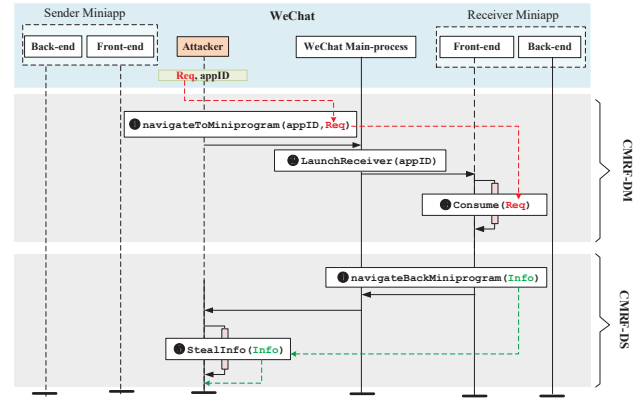 Sender Miniapp
WeChat
Receiver Miniapp
Back-end
Front-end
Attacker
WeChat Main-process
Front-end
Back-end
Req, appID
navigateToMiniprogram(appID,Req)
LaunchReceiver(appID)
Consume(Req)
CMRF-DM
navigateBackMiniprogram(Info)
StealInfo(Info)
CMRF-DS